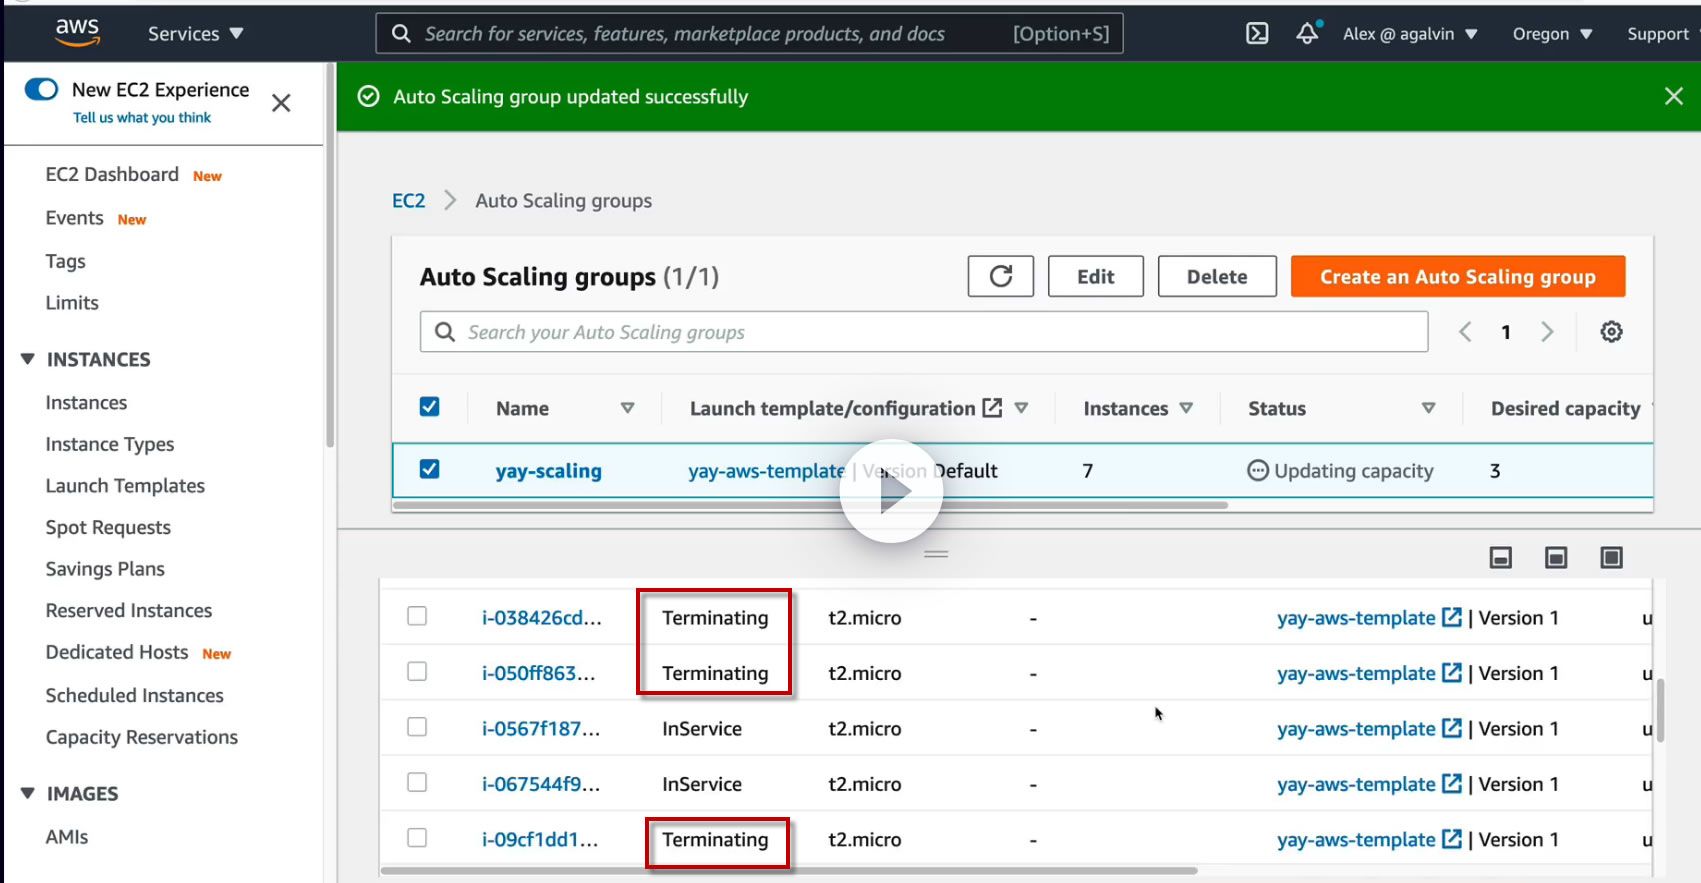 aws Services Search for services, features, marketplace products, and docs [Option+S] Alex @ agalvin Oregon Support
New EC2 Experience
Tell us what you think
EC2 Dashboard New
Events New
Tags
Limits
INSTANCES
Instances
Instance Types
Launch Templates
Spot Requests
Savings Plans
Reserved Instances
Dedicated Hosts New
Scheduled Instances
Capacity Reservations
IMAGES
AMIs
Auto Scaling group updated successfully
EC2 Auto Scaling groups
Auto Scaling groups (1/1) Edit Delete Create an Auto Scaling group
Search your Auto Scaling groups 1
Name Launch template/configuration Instances Status Desired capacity
yay-scaling yay-aws-template | Version Default 7 Updating capacity 3
i-038426cd... Terminating t2.micro - yay-aws-template | Version 1 u
i-050ff863... Terminating t2.micro - yay-aws-template | Version 1 u
i-0567f187... InService t2.micro - yay-aws-template | Version 1 u
i-067544f9... InService t2.micro - yay-aws-template | Version 1 u
i-09cf1dd1... Terminating t2.micro - yay-aws-template | Version 1 u